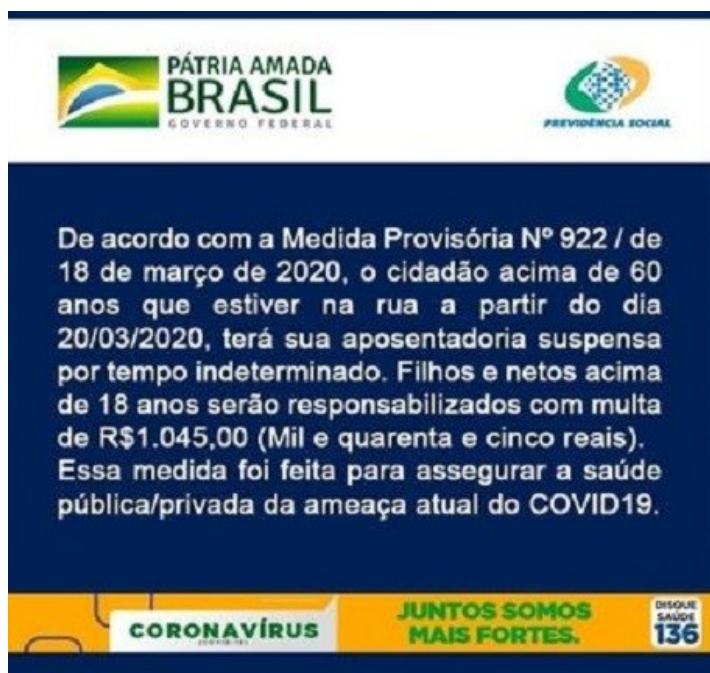 PÁTRIA AMADA
BRASIL
GOVERNO FEDERAL
PREVIDÊNCIA SOCIAL
De acordo com a Medida Provisória Nº 922 / de
18 de março de 2020, o cidadão acima de 60
anos que estiver na rua a partir do dia
20/03/2020, terá sua aposentadoria suspensa
por tempo indeterminado. Filhos e netos acima
de 18 anos serão responsabilizados com multa
de R$1.045,00 (Mil e quarenta e cinco reais).
Essa medida foi feita para assegurar a saúde
pública/privada da ameaça atual do COVID19.
CORONAVÍRUS
JUNTOS SOMOS
MAIS FORTES.
DISQUE
SAÚDE
136